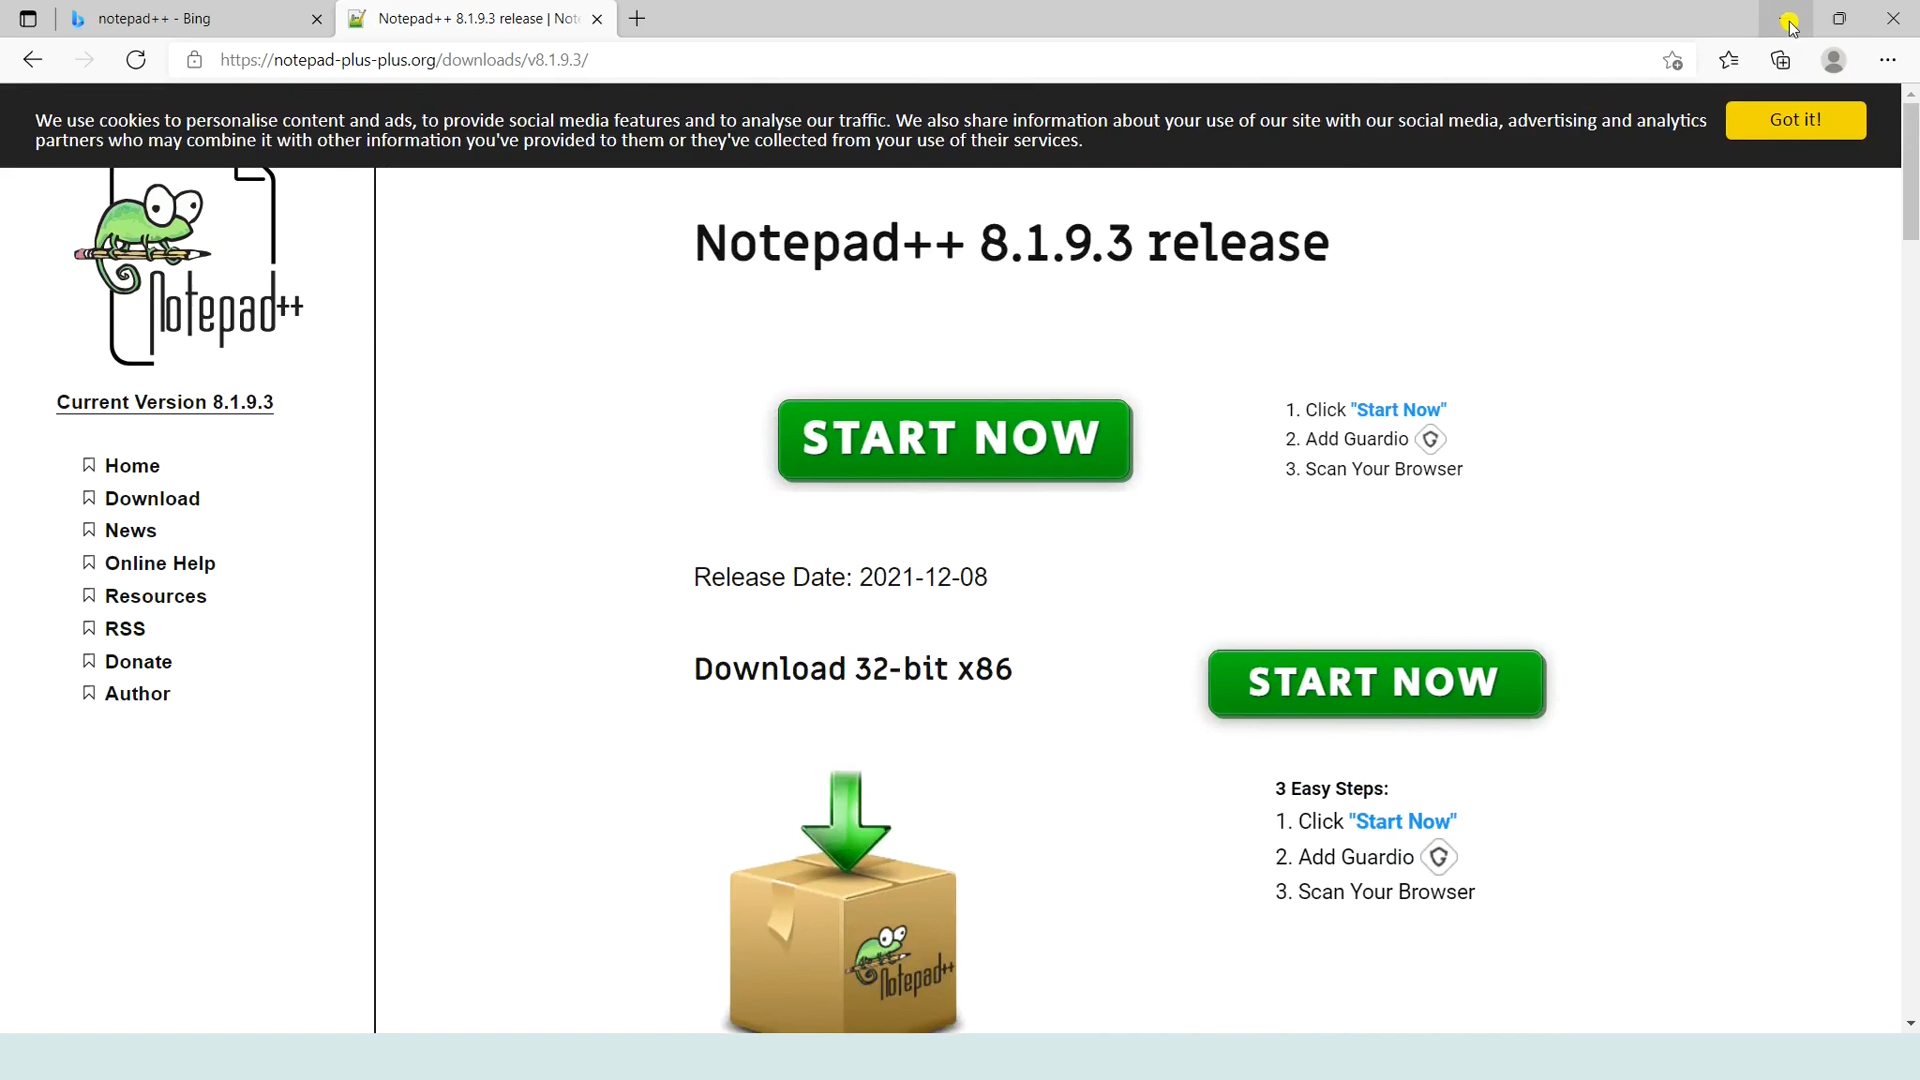 notepad++ - Bing
Notepad++ 8.1.9.3 release | Not
https://notepad-plus-plus.org/downloads/v8.1.9.3/
We use cookies to personalise content and ads, to provide social media features and to analyse our traffic. We also share information about your use of our site with our social media, advertising and analytics
partners who may combine it with other information you've provided to them or they've collected from your use of their services.
Got it!
Notepad++
Current Version 8.1.9.3
Home
Download
News
Online Help
Resources
RSS
Donate
Author
Notepad++ 8.1.9.3 release
START NOW
1. Click "Start Now"
2. Add Guardio
3. Scan Your Browser
Release Date: 2021-12-08
Download 32-bit x86
Notepad++
START NOW
3 Easy Steps:
1. Click "Start Now"
2. Add Guardio
3. Scan Your Browser